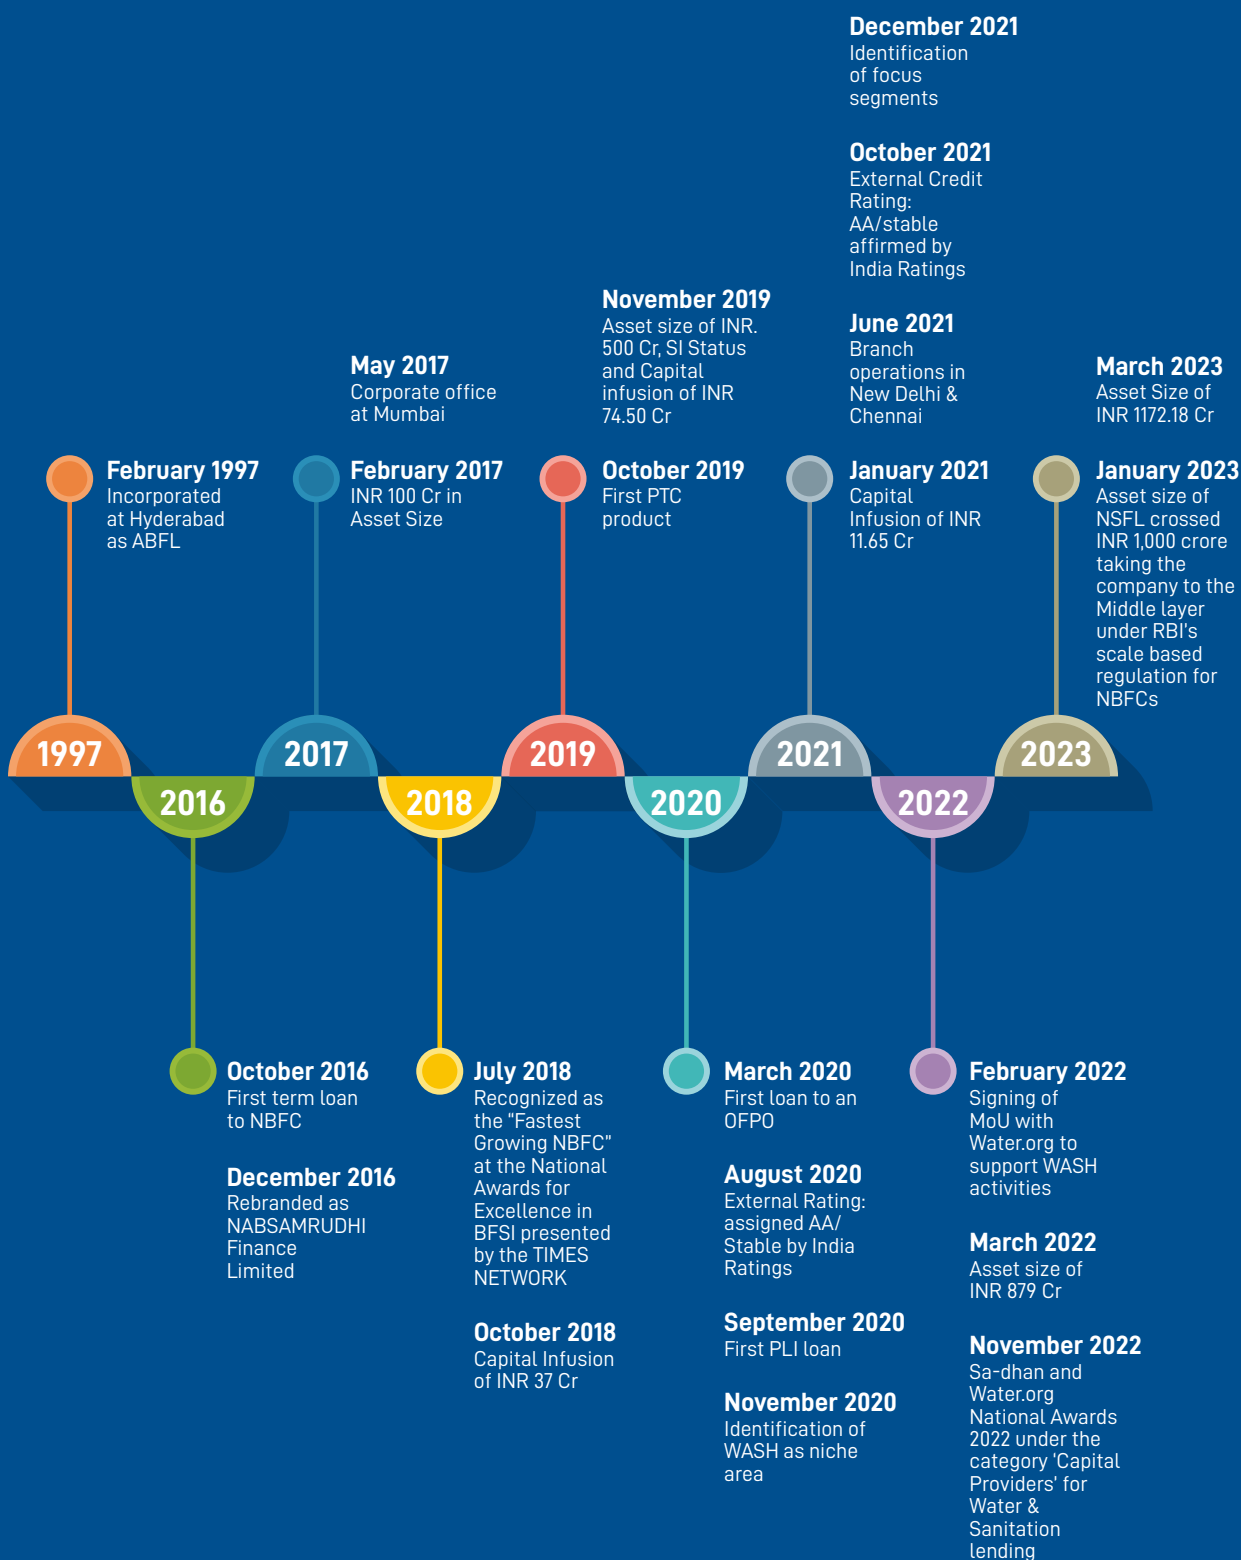 December 2021
Identification
of focus
segments
October 2021
External Credit
Rating:
AA/stable
affirmed by
India Ratings
June 2021
Branch
operations in
New Delhi &
Chennai
January 2021
Capital
Infusion of INR
11.65 Cr
November 2019
Asset size of INR.
500 Cr, SI Status
and Capital
infusion of INR
74.50 Cr
October 2019
First PTC
product
May 2017
Corporate office
at Mumbai
February 2017
INR 100 Cr in
Asset Size
February 1997
Incorporated
at Hyderabad
as ABFL
March 2023
Asset Size of
INR 1172.18 Cr
January 2023
Asset size of
NSFL crossed
INR 1,000 crore
taking the
company to the
Middle layer
under RBI's
scale based
regulation for
NBFCs
1997
2016
2017
2018
2019
2020
2021
2022
2023
October 2016
First term loan
to NBFC
December 2016
Rebranded as
NABSAMRUDHI
Finance
Limited
July 2018
Recognized as
the "Fastest
Growing NBFC"
at the National
Awards for
Excellence in
BFSI presented
by the TIMES
NETWORK
October 2018
Capital Infusion
of INR 37 Cr
March 2020
First loan to an
OFPO
August 2020
External Rating:
assigned AA/
Stable by India
Ratings
September 2020
First PLI loan
November 2020
Identification of
WASH as niche
area
February 2022
Signing of
MoU with
Water.org to
support WASH
activities
March 2022
Asset size of
INR 879 Cr
November 2022
Sa-dhan and
Water.org
National Awards
2022 under the
category 'Capital
Providers' for
Water &
Sanitation
lending